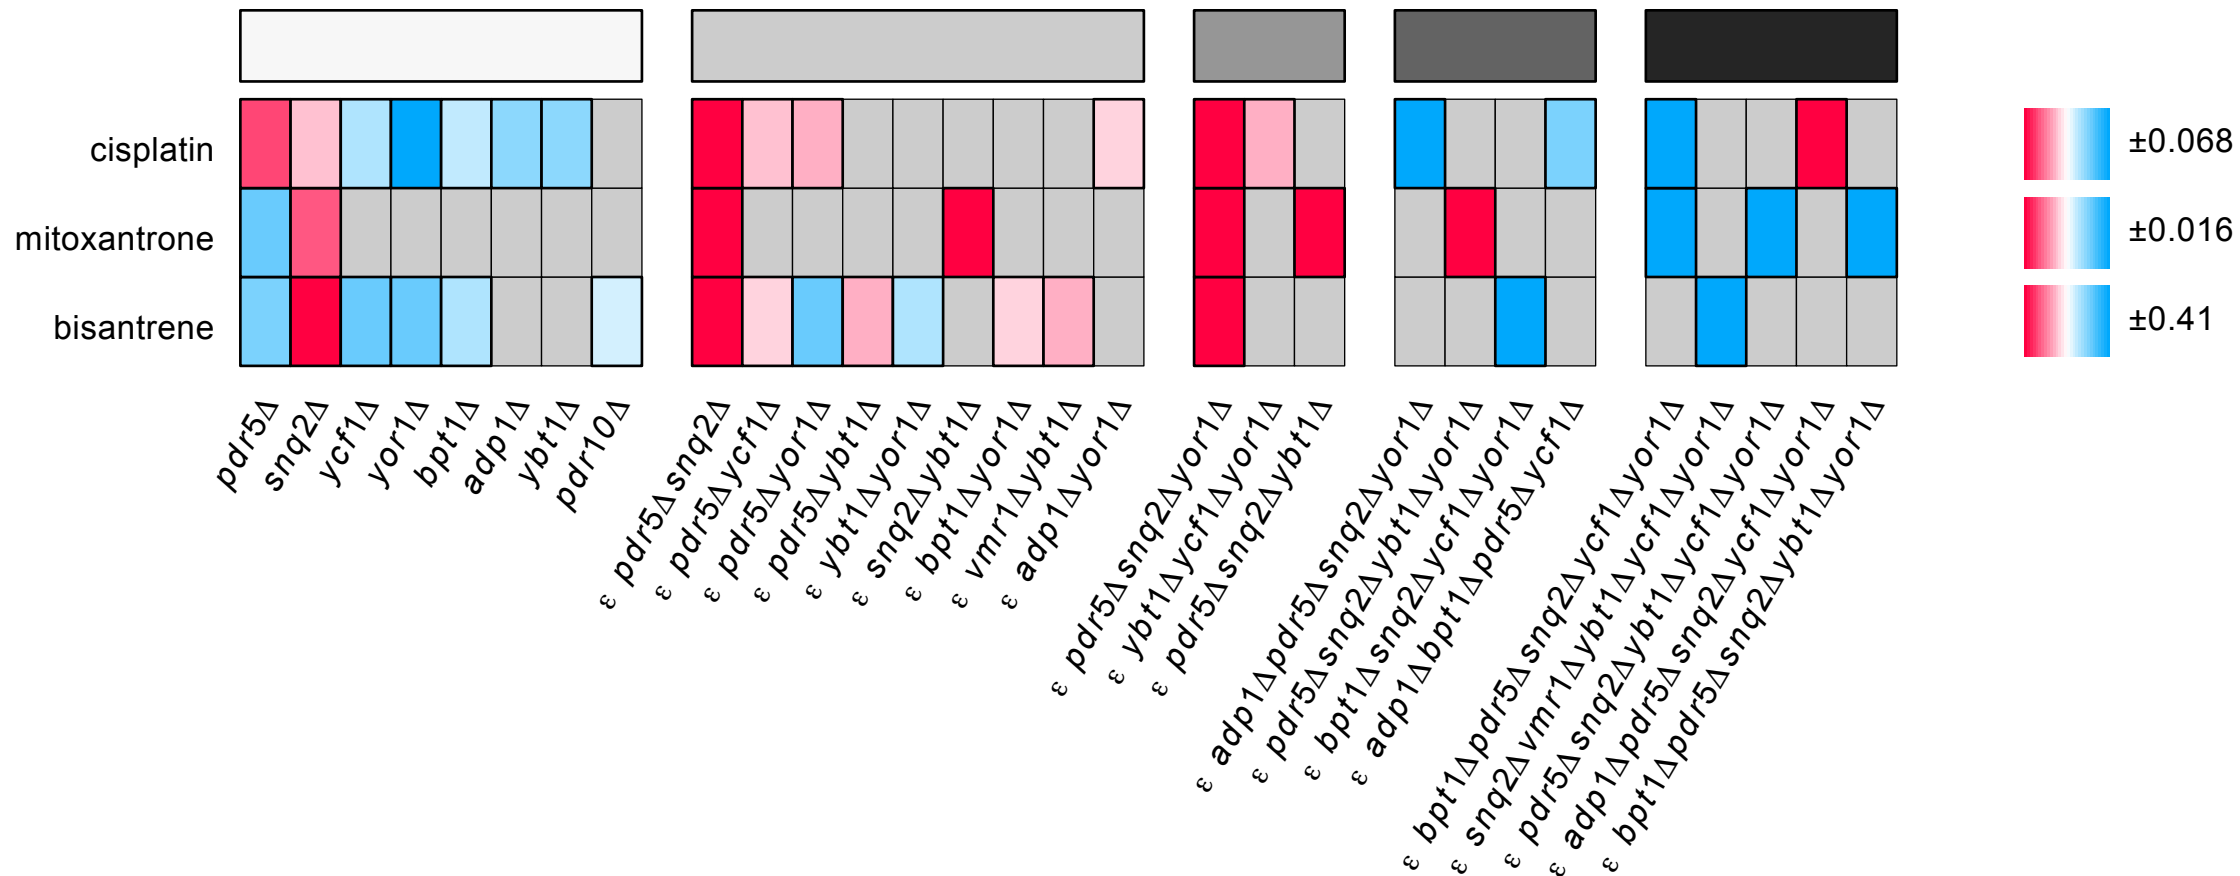 cisplatin
mitoxantrone
bisantrene
±0.068
±0.016
±0.41
pdr5Δ
snq2Δ
ycf1Δ
yor1Δ
bpt1Δ
adp1Δ
ybt1Δ
pdr10Δ
ε pdr5Δsnq2Δ
ε pdr5Δycf1Δ
ε pdr5Δyor1Δ
ε pdr5Δybt1Δ
ε ybt1Δyor1Δ
ε snq2Δybt1Δ
ε bpt1Δyor1Δ
ε vmr1Δybt1Δ
ε adp1Δyor1Δ
ε pdr5Δsnq2Δyor1Δ
ε ybt1Δycf1Δyor1Δ
ε pdr5Δsnq2Δybt1Δ
ε adp1Δpdr5Δsnq2Δyor1Δ
ε pdr5Δsnq2Δybt1Δyor1Δ
ε bpt1Δsnq2Δycf1Δyor1Δ
ε adp1Δbpt1Δpdr5Δycf1Δ
ε bpt1Δpdr5Δsnq2Δycf1Δyor1Δ
ε snq2Δvmr1Δybt1Δycf1Δyor1Δ
ε pdr5Δsnq2Δybt1Δycf1Δyor1Δ
ε adp1Δpdr5Δsnq2Δycf1Δyor1Δ
ε bpt1Δpdr5Δsnq2Δybt1Δyor1Δ